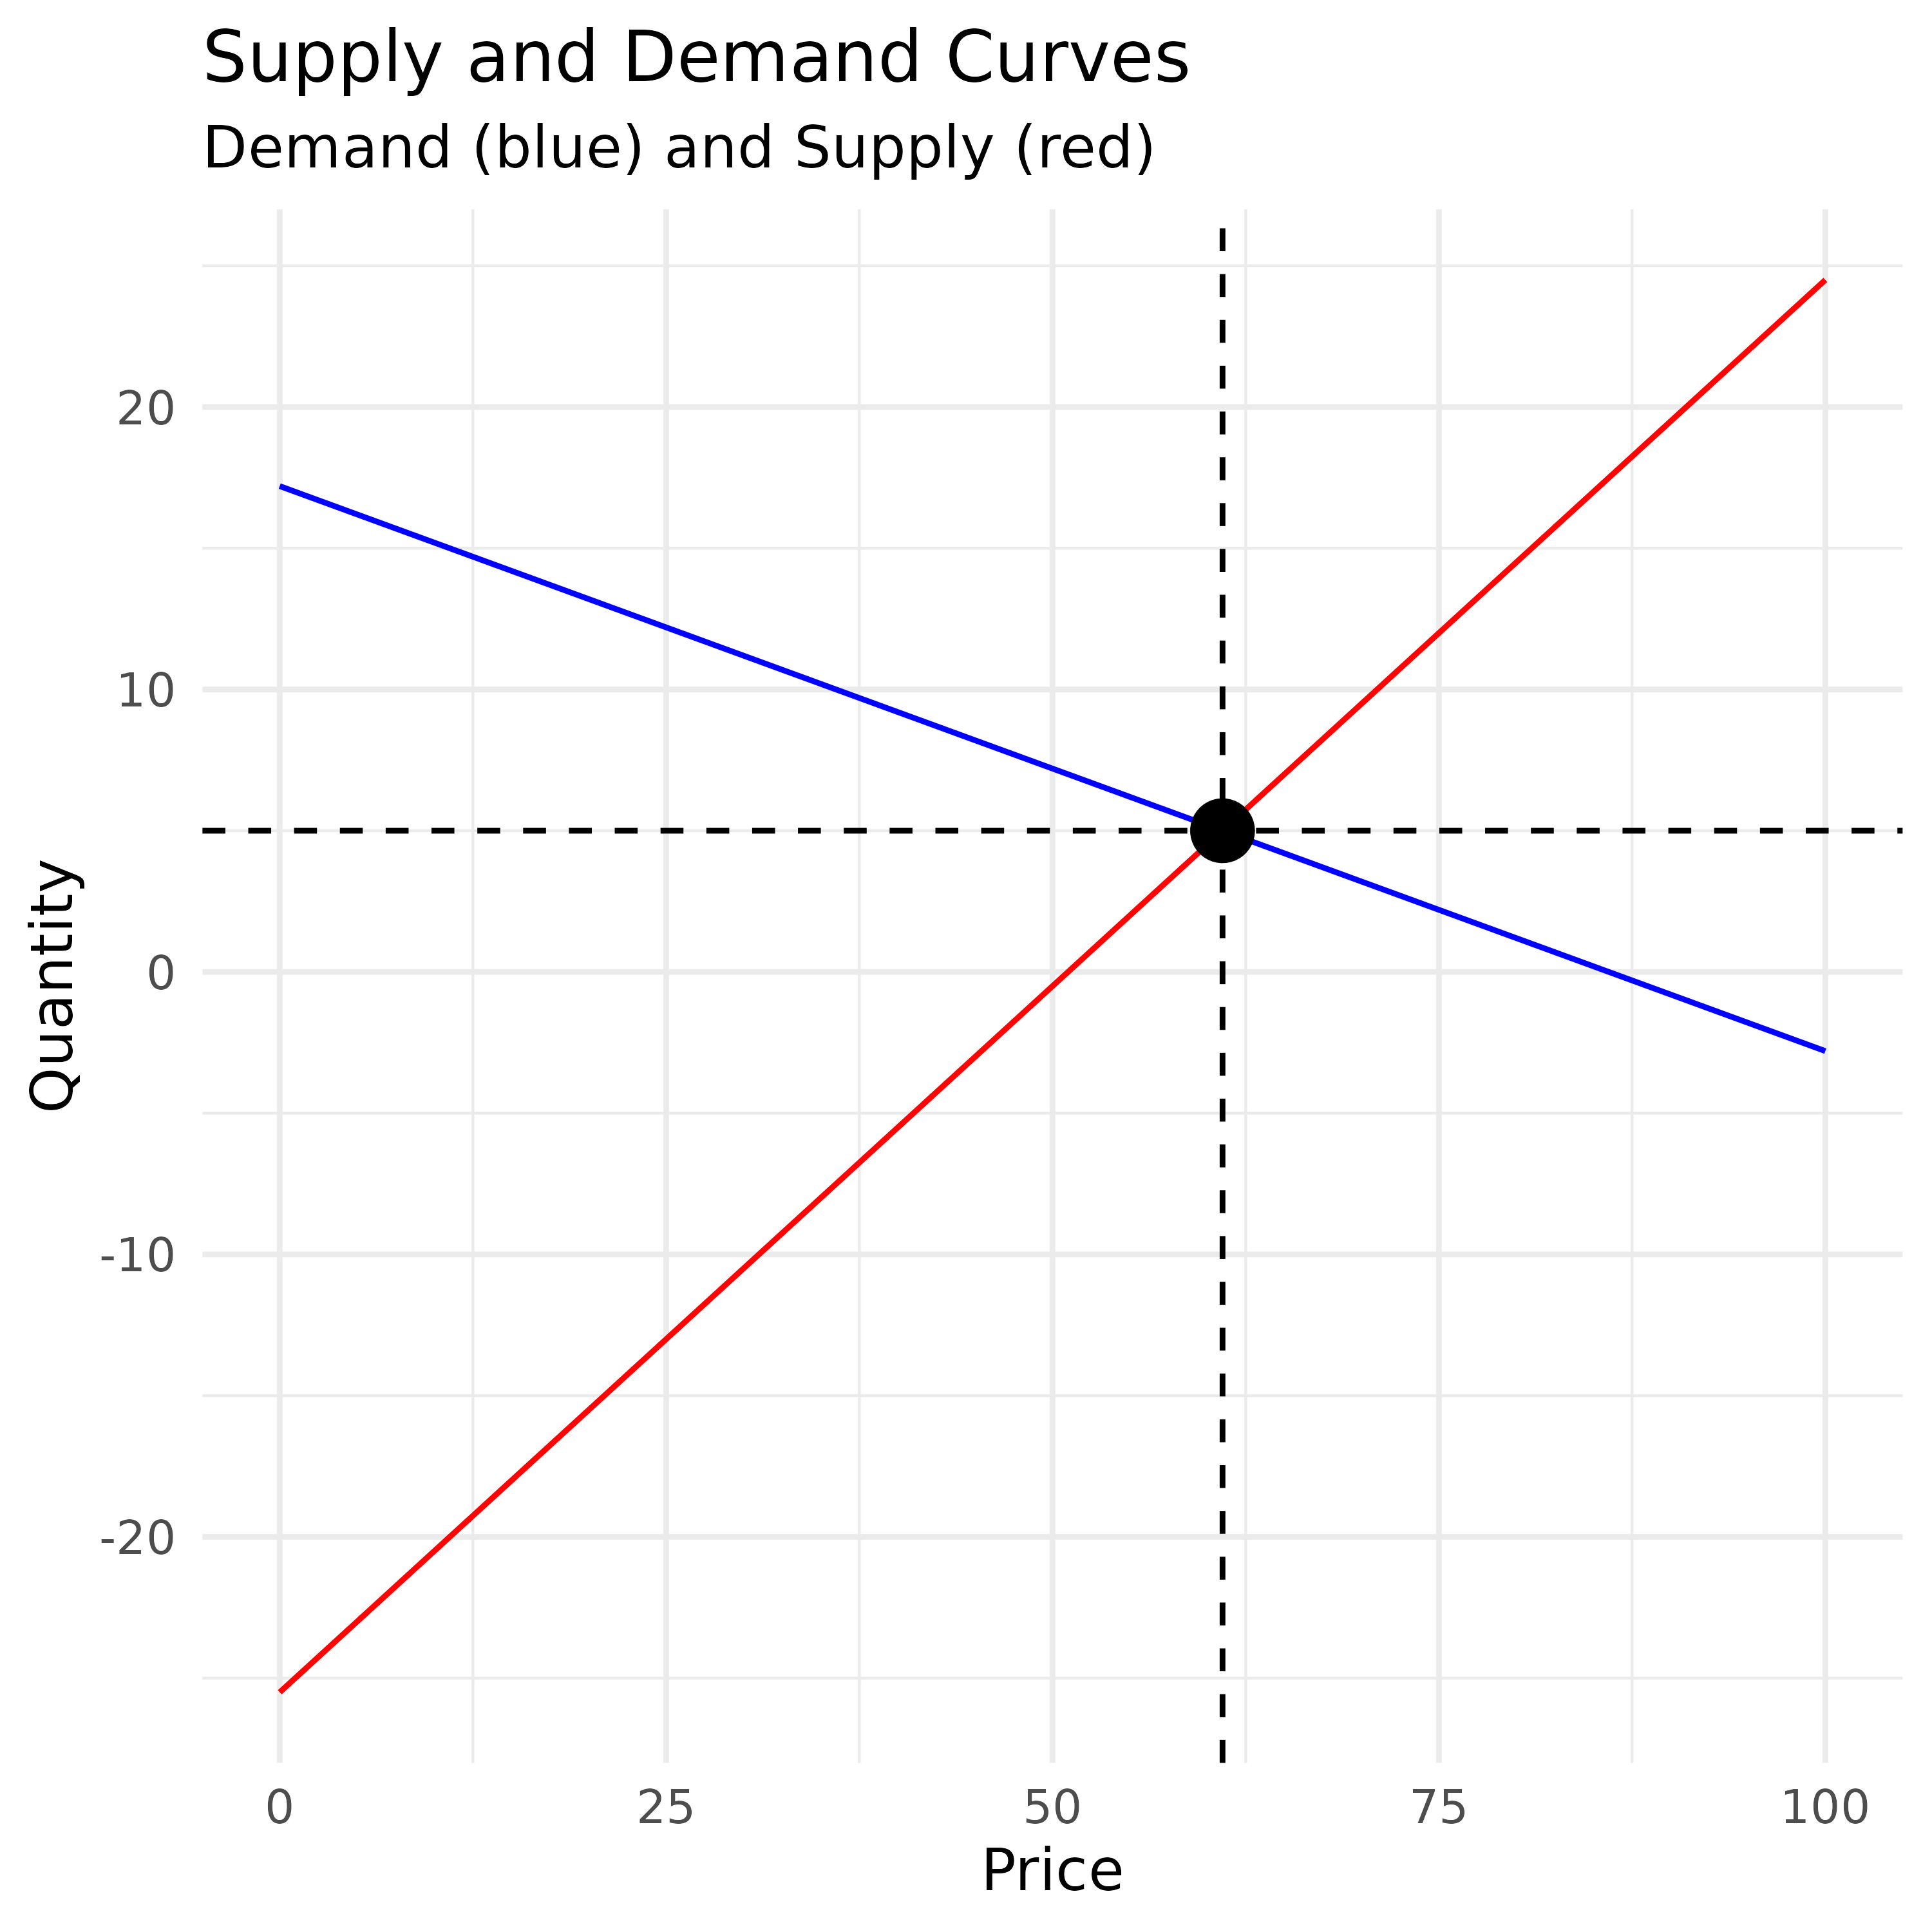 Supply and Demand Curves
Demand (blue) and Supply (red)
20
10
0
-10
-20
Quantity
0 25 50 75 100
Price